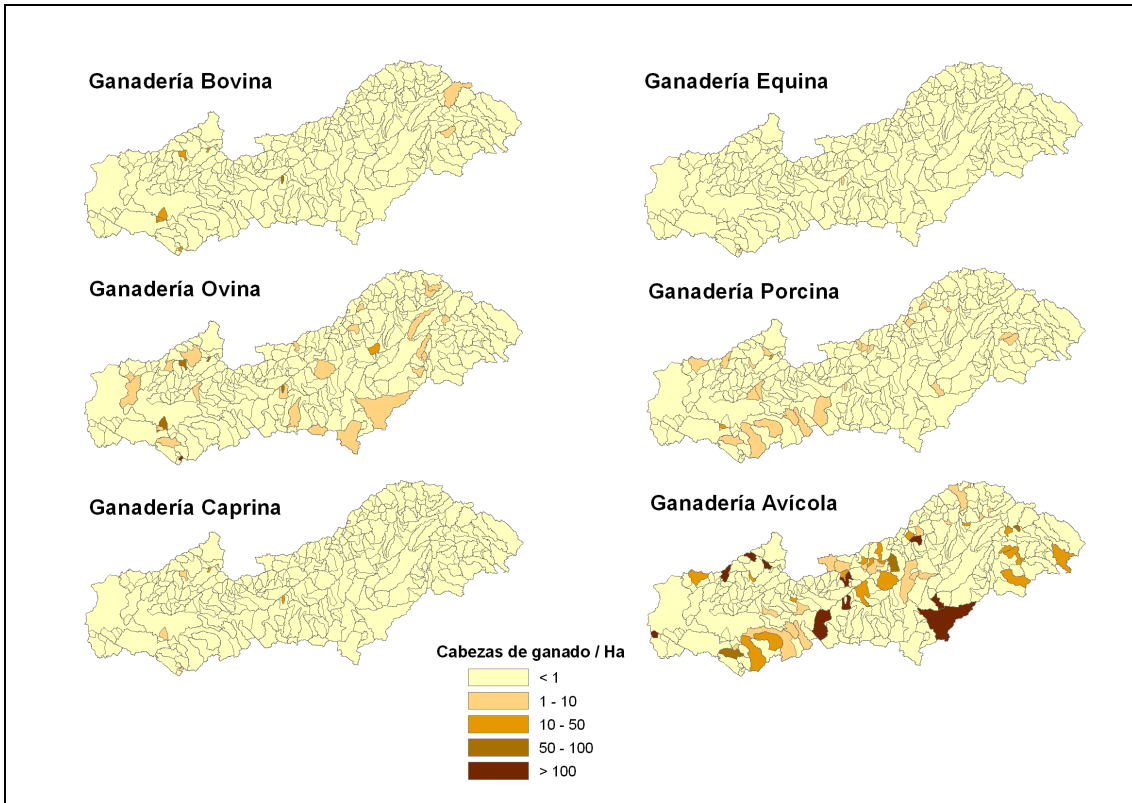 Ganadería Bovina
Ganadería Equina
Ganadería Ovina
Ganadería Porcina
Ganadería Caprina
Ganadería Avícola
Cabezas de ganado / Ha
< 1
1 - 10
10 - 50
50 - 100
> 100